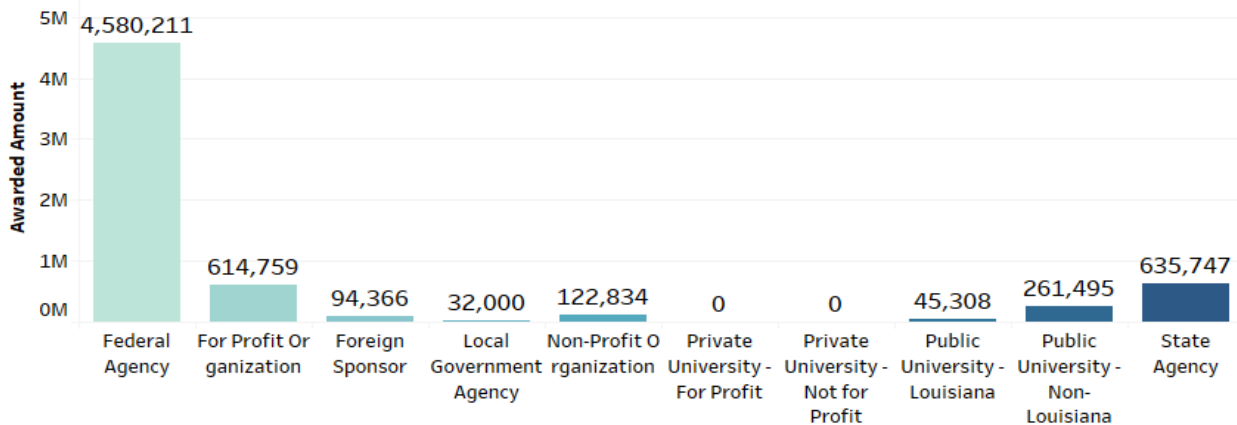 5M
4,580,211
4M
3M
2M
1M
0M
Awarded Amount
614,759
94,366
32,000
122,834
0
0
45,308
261,495
635,747
Federal
Agency
For Profit Or
ganization
Foreign
Sponsor
Local
Government
Agency
Non-Profit O
rganization
Private
University -
For Profit
Private
University -
Not for
Profit
Public
University -
Louisiana
Public
University -
Non-
Louisiana
State
Agency